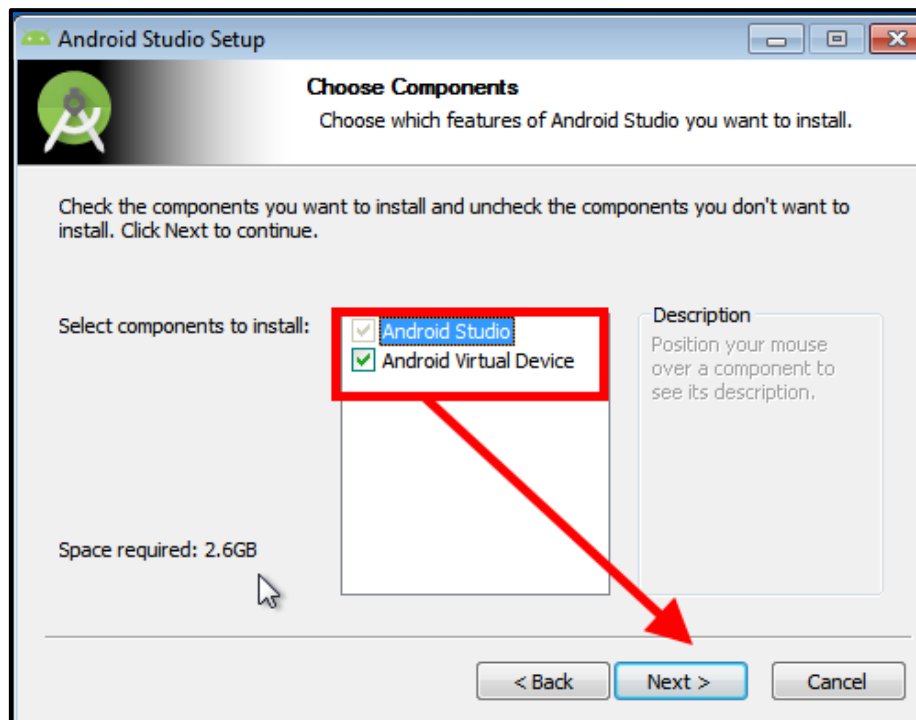 Android Studio Setup
Choose Components
Choose which features of Android Studio you want to install.
Check the components you want to install and uncheck the components you don't want to
install. Click Next to continue.
Select components to install:
Android Studio
Android Virtual Device
Description
Position your mouse
over a component to
see its description.
Space required: 2.6GB
< Back
Next >
Cancel